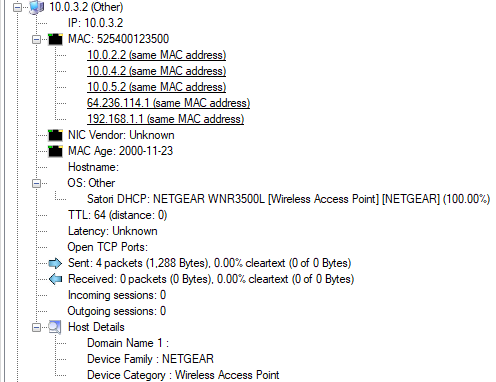 10.0.3.2 (Other)
IP: 10.0.3.2
MAC: 525400123500
10.0.2.2 (same MAC address)
10.0.4.2 (same MAC address)
10.0.5.2 (same MAC address)
64.236.114.1 (same MAC address)
192.168.1.1 (same MAC address)
NIC Vendor: Unknown
MAC Age: 2000-11-23
Hostname:
OS: Other
Satori DHCP: NETGEAR WNR3500L [Wireless Access Point] [NETGEAR] (100.00%)
TTL: 64 (distance: 0)
Latency: Unknown
Open TCP Ports:
Sent: 4 packets (1,288 Bytes), 0.00% cleartext (0 of 0 Bytes)
Received: 0 packets (0 Bytes), 0.00% cleartext (0 of 0 Bytes)
Incoming sessions: 0
Outgoing sessions: 0
Host Details
Domain Name 1 :
Device Family : NETGEAR
Device Category : Wireless Access Point